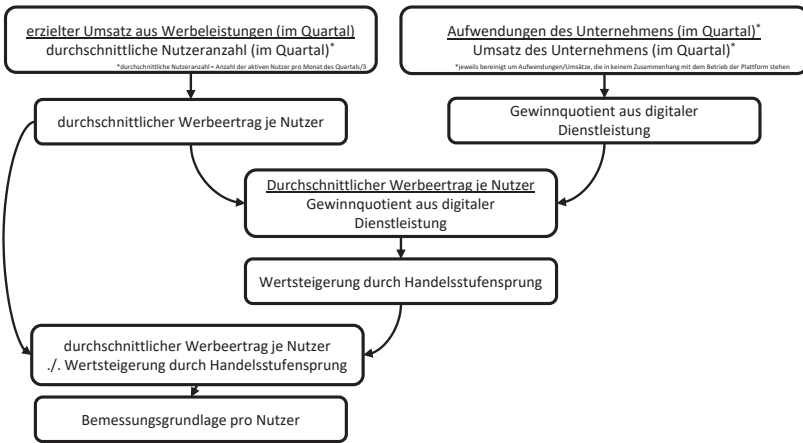 erzielter Umsatz aus Werbeleistungen (im Quartal)
durchschnittliche Nutzeranzahl (im Quartal)*
*durchschnittliche Nutzeranzahl = Anzahl der aktiven Nutzer pro Monat des Quartals/3
Aufwendungen des Unternehmens (im Quartal)*
Umsatz des Unternehmens (im Quartal)*
*jeweils bereinigt um Aufwendungen/Umsätze, die in keinem Zusammenhang mit dem Betrieb der Plattform stehen
durchschnittlicher Werbeertrag je Nutzer
Gewinnquotient aus digitaler
Dienstleistung
Durchschnittlicher Werbeertrag je Nutzer
Gewinnquotient aus digitaler
Dienstleistung
Wertsteigerung durch Handelsstufensprung
durchschnittlicher Werbeertrag je Nutzer
./. Wertsteigerung durch Handelsstufensprung
Bemessungsgrundlage pro Nutzer